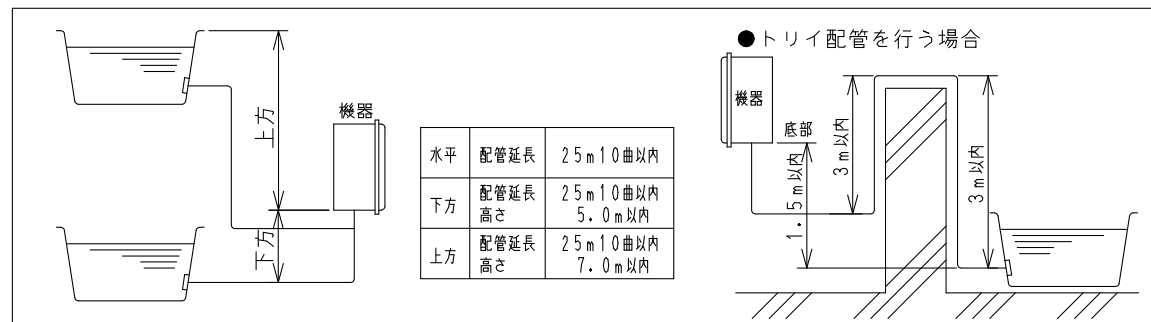 上方
下方
機器
水平 配管延長 25m10曲以内
下方 配管延長 25m10曲以内
高さ 5.0m以内
上方 配管延長 25m10曲以内
高さ 7.0m以内
●トリイ配管を行う場合
機器
底部
1.5m以内
3m以内
3m以内